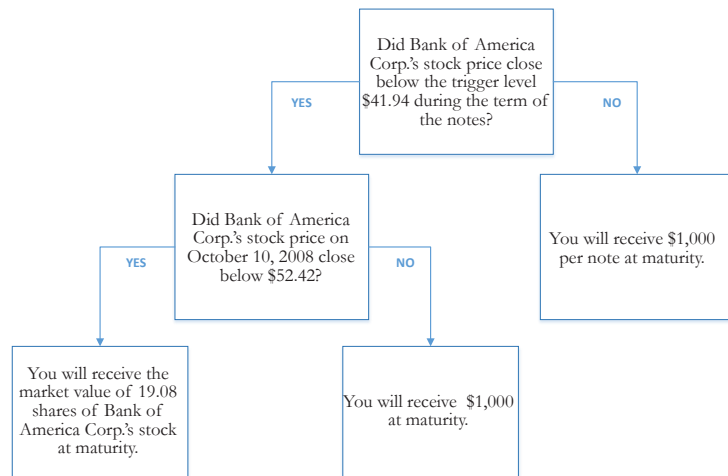 Did Bank of America
Corp.'s stock price close
below the trigger level
$41.94 during the term of
the notes?
YES
NO
Did Bank of America
Corp.'s stock price on
October 10, 2008 close
below $52.42?
You will receive $1,000
per note at maturity.
YES
NO
You will receive the
market value of 19.08
shares of Bank of
America Corp.'s stock
at maturity.
You will receive $1,000
at maturity.